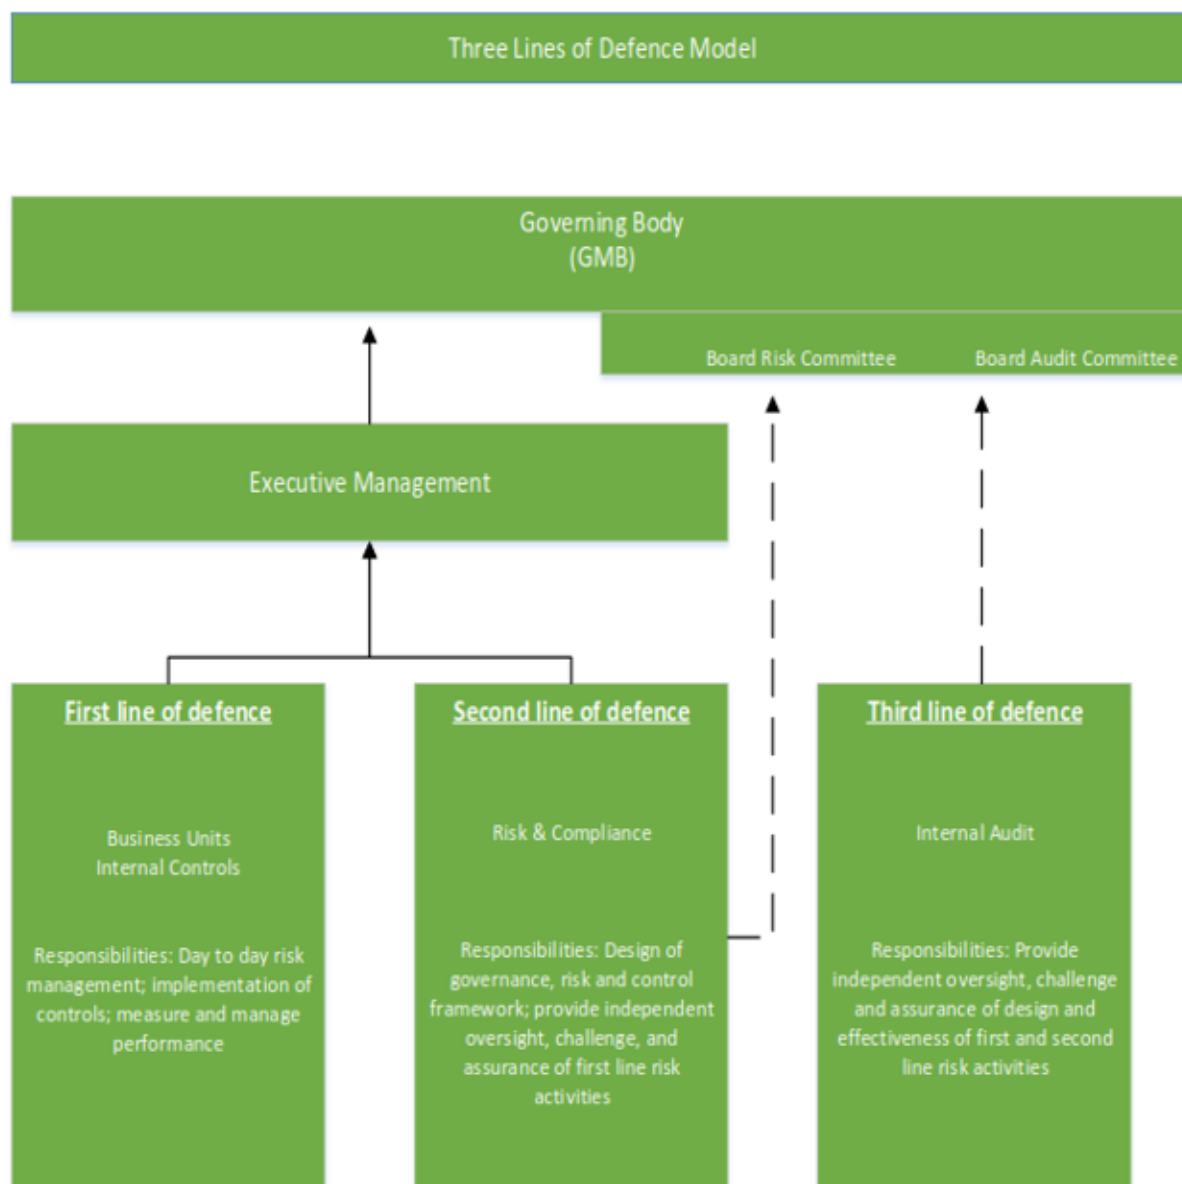 Three Lines of Defence Model
Governing Body
(GMB)
Board Risk Committee
Board Audit Committee
Executive Management
First line of defence
Business Units
Internal Controls
Responsibilities: Day to day risk
management; implementation of
controls; measure and manage
performance
Second line of defence
Risk & Compliance
Responsibilities: Design of
governance, risk and control
framework; provide independent
oversight, challenge, and
assurance of first line risk
activities
Third line of defence
Internal Audit
Responsibilities: Provide
independent oversight, challenge
and assurance of design and
effectiveness of first and second
line risk activities